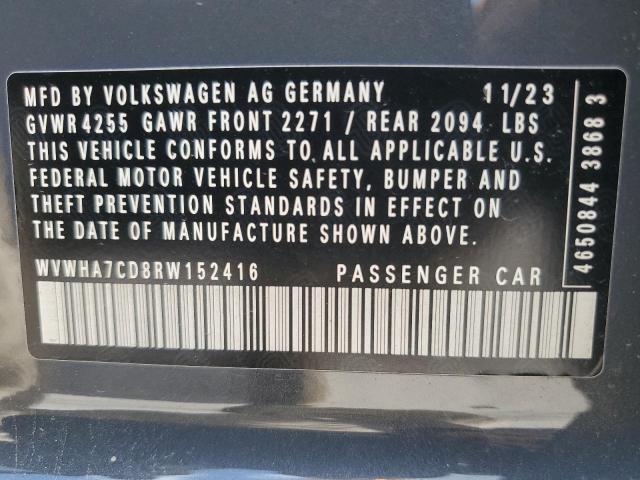 MFD BY VOLKSWAGEN AG GERMANY 11/23
GVWR 4255 GAWR FRONT 2271 / REAR 2094 LBS
THIS VEHICLE CONFORMS TO ALL APPLICABLE U.S.
FEDERAL MOTOR VEHICLE SAFETY, BUMPER AND
THEFT PREVENTION STANDARDS IN EFFECT ON
THE DATE OF MANUFACTURE SHOWN ABOVE.
WVWHA7CD8RW152416 PASSENGER CAR
4650844 3868 3